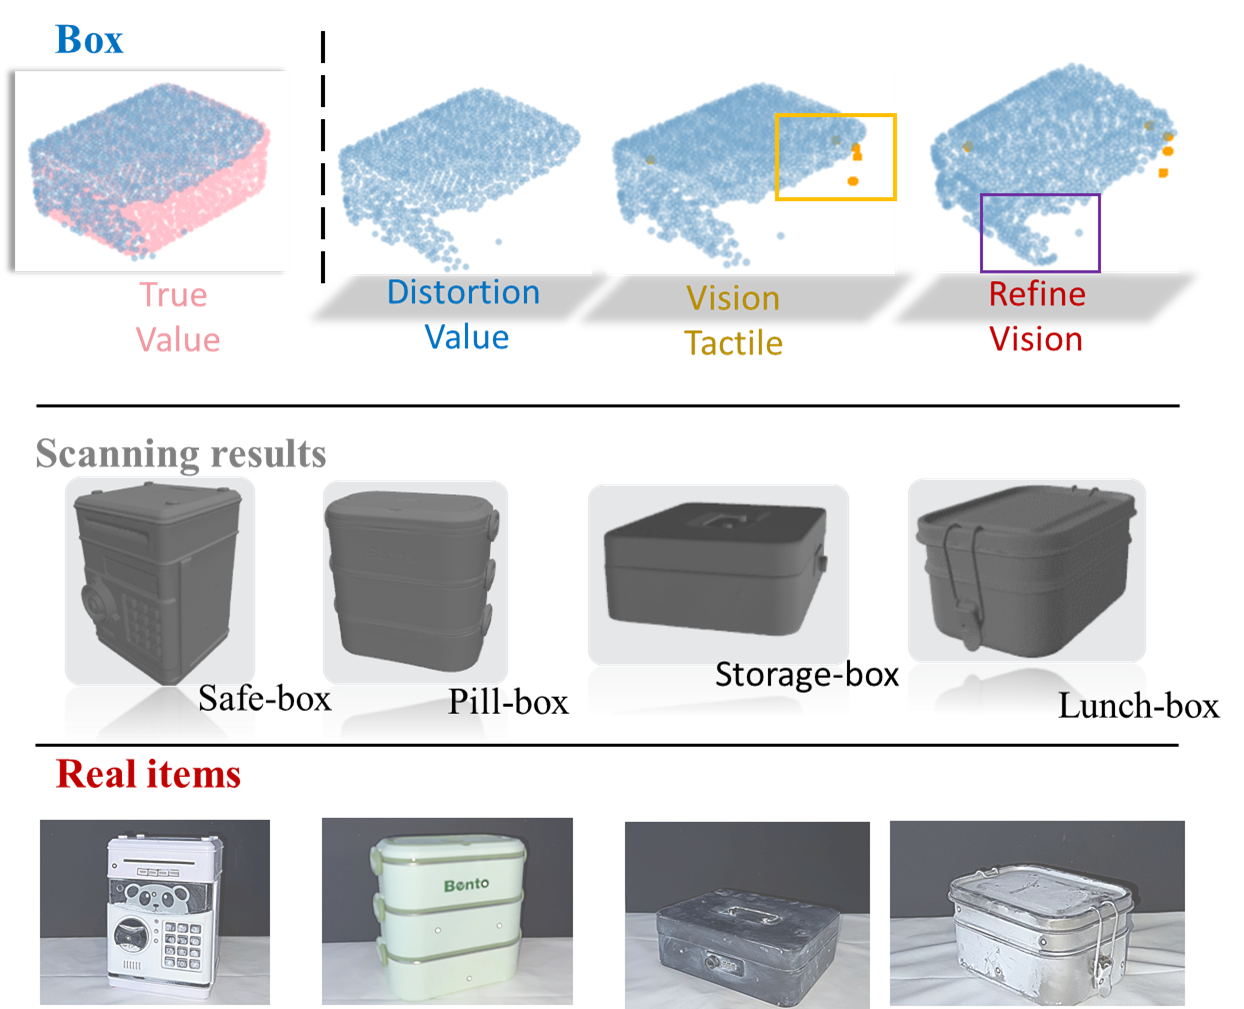 Box
True
Value
Distortion
Value
Vision
Tactile
Refine
Vision
Scanning results
Safe-box
Pill-box
Storage-box
Lunch-box
Real items
Bento